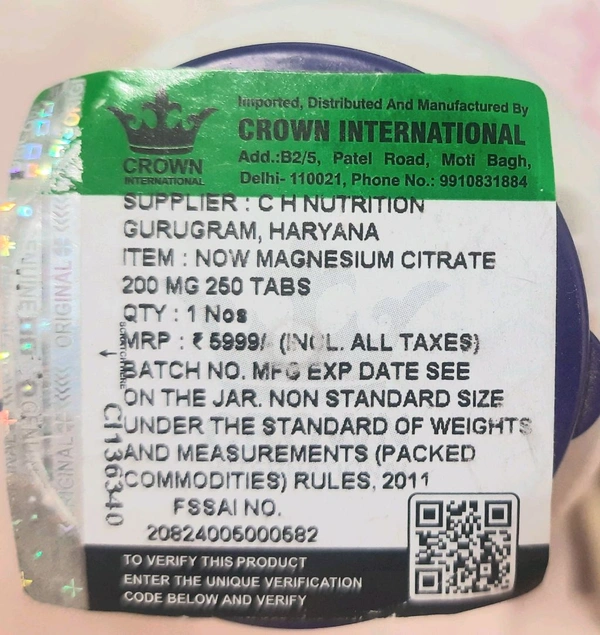 Imported, Distributed And Manufactured By
CROWN INTERNATIONAL
Add.:B2/5, Patel Road, Moti Bagh,
Delhi- 110021, Phone No.: 9910831884
CROWN
INTERNATIONAL
SUPPLIER : C H NUTRITION
GURUGRAM, HARYANA
ITEM : NOW MAGNESIUM CITRATE
200 MG 250 TABS
QTY : 1 Nos
MRP : ₹ 5999/- (INCL. ALL TAXES)
BATCH NO. MFG EXP DATE SEE
ON THE JAR. NON STANDARD SIZE
UNDER THE STANDARD OF WEIGHTS
AND MEASUREMENTS (PACKED
COMMODITIES) RULES, 2011
FSSAI NO.
20824005000682
TO VERIFY THIS PRODUCT
ENTER THE UNIQUE VERIFICATION
CODE BELOW AND VERIFY
CI136340
ORIGINAL